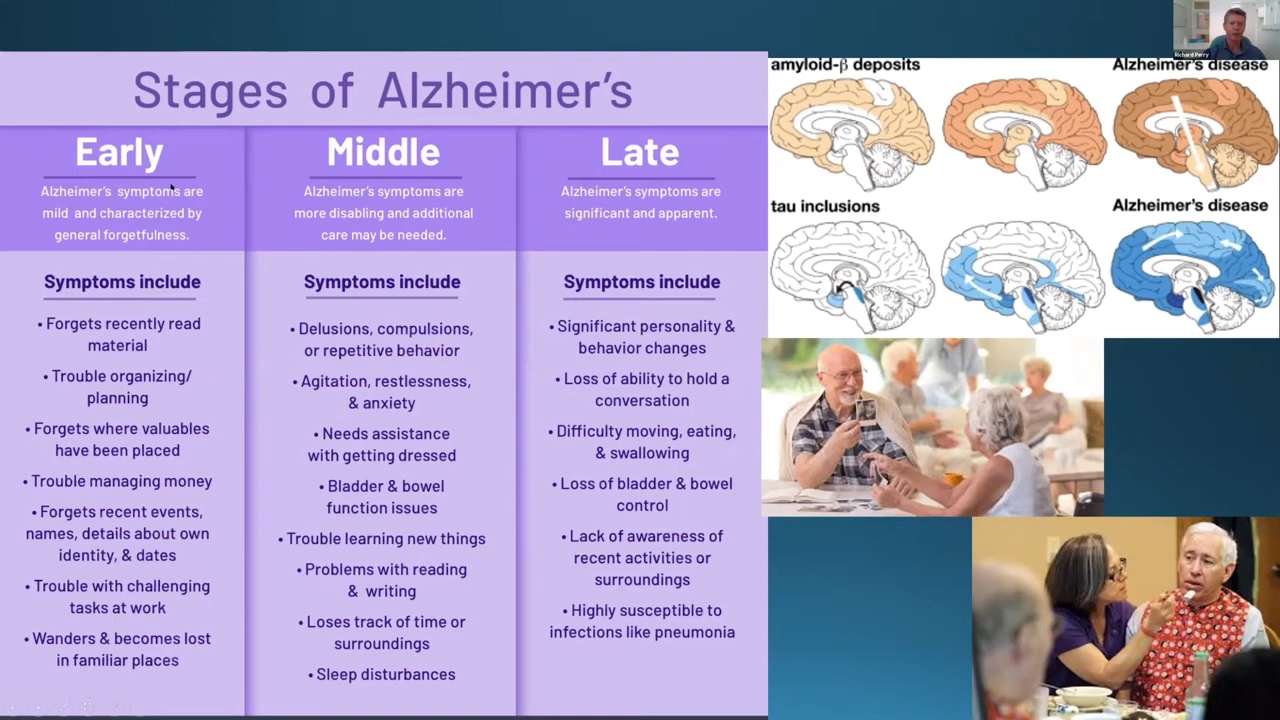 Stages of Alzheimer's
Early
Alzheimer's symptoms are
mild and characterized by
general forgetfulness.
Symptoms include
• Forgets recently read
material
• Trouble organizing/
planning
• Forgets where valuables
have been placed
• Trouble managing money
• Forgets recent events,
names, details about own
identity, & dates
• Trouble with challenging
tasks at work
• Wanders & becomes lost
in familiar places
Middle
Alzheimer's symptoms are
more disabling and additional
care may be needed.
Symptoms include
• Delusions, compulsions,
or repetitive behavior
• Agitation, restlessness,
& anxiety
• Needs assistance
with getting dressed
• Bladder & bowel
function issues
• Trouble learning new things
• Problems with reading
& writing
• Loses track of time or
surroundings
• Sleep disturbances
Late
Alzheimer's symptoms are
significant and apparent.
Symptoms include
• Significant personality &
behavior changes
• Loss of ability to hold a
conversation
• Difficulty moving, eating,
& swallowing
• Loss of bladder & bowel
control
• Lack of awareness of
recent activities or
surroundings
• Highly susceptible to
infections like pneumonia
amyloid-β deposits
Alzheimer's disease
tau inclusions
Alzheimer's disease
Richard Perry